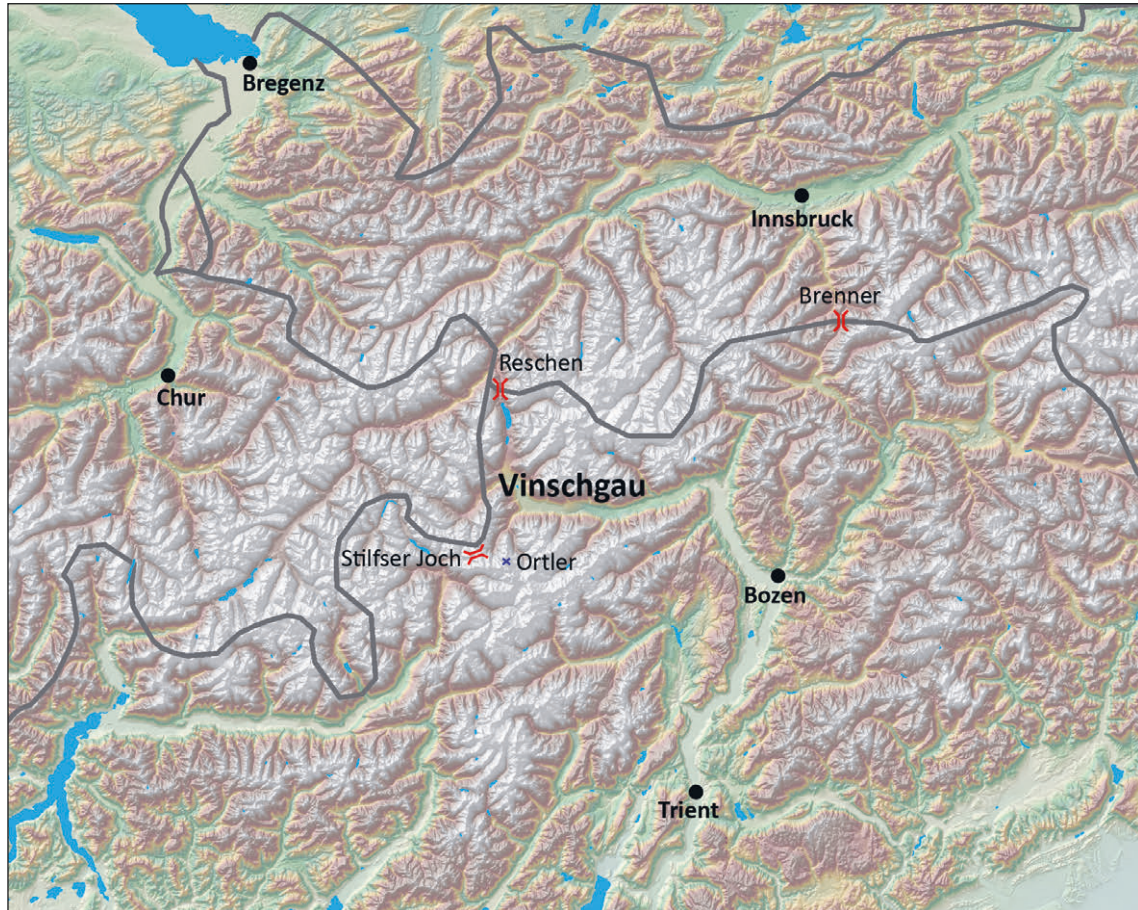 Bregenz
Innsbruck
Brenner
Reschen
Chur
Vinschgau
Stilfser Joch
Ortler
Bozen
Trient